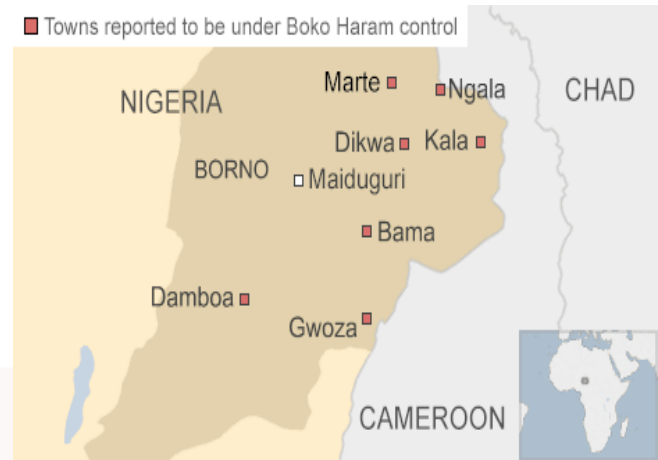 Towns reported to be under Boko Haram control
Marte
Ngala
CHAD
NIGERIA
Dikwa
Kala
BORNO
Maiduguri
Bama
Damboa
Gwoza
CAMEROON